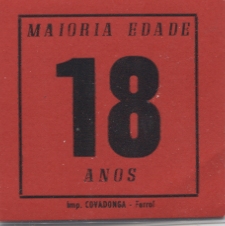 MAIORIA EDADE
18
ANOS
Imp. COVADONGA - Ferrol